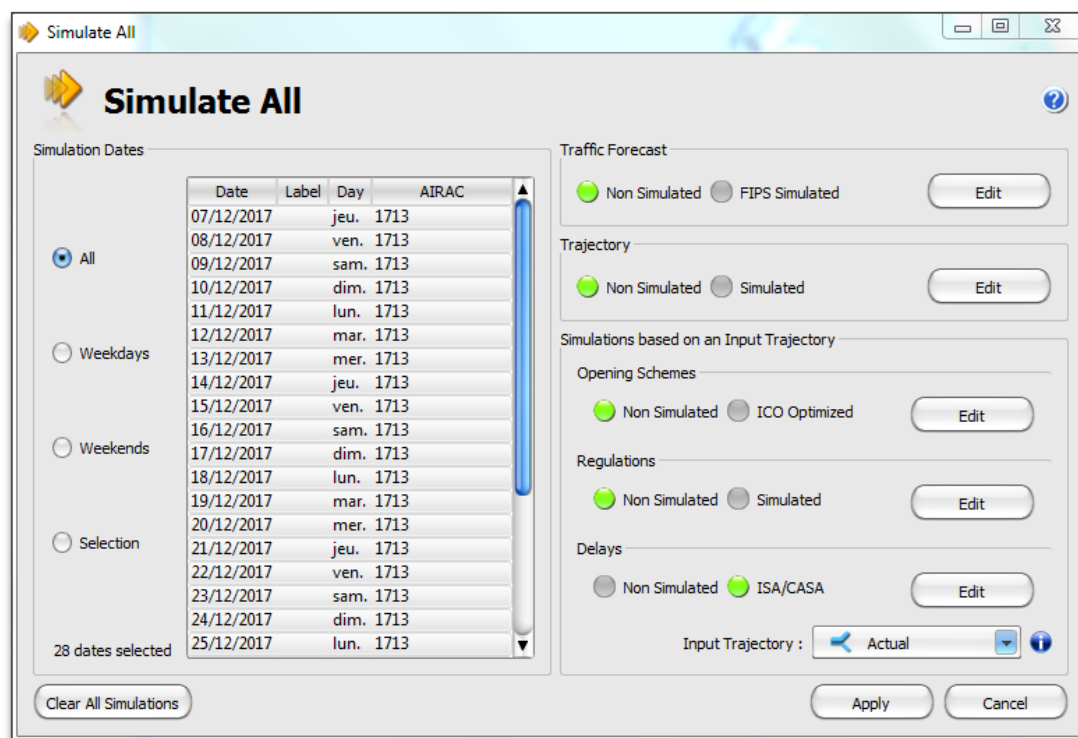 Simulate All
Simulate All
Simulation Dates
All
Weekdays
Weekends
Selection
28 dates selected
Date Label Day AIRAC
07/12/2017 jeu. 1713
08/12/2017 ven. 1713
09/12/2017 sam. 1713
10/12/2017 dim. 1713
11/12/2017 lun. 1713
12/12/2017 mar. 1713
13/12/2017 mer. 1713
14/12/2017 jeu. 1713
15/12/2017 ven. 1713
16/12/2017 sam. 1713
17/12/2017 dim. 1713
18/12/2017 lun. 1713
19/12/2017 mar. 1713
20/12/2017 mer. 1713
21/12/2017 jeu. 1713
22/12/2017 ven. 1713
23/12/2017 sam. 1713
24/12/2017 dim. 1713
25/12/2017 lun. 1713
Traffic Forecast
Non Simulated FIPS Simulated Edit
Trajectory
Non Simulated Simulated Edit
Simulations based on an Input Trajectory
Opening Schemes
Non Simulated ICO Optimized Edit
Regulations
Non Simulated Simulated Edit
Delays
Non Simulated ISA/CASA Edit
Input Trajectory : Actual
Clear All Simulations Apply Cancel